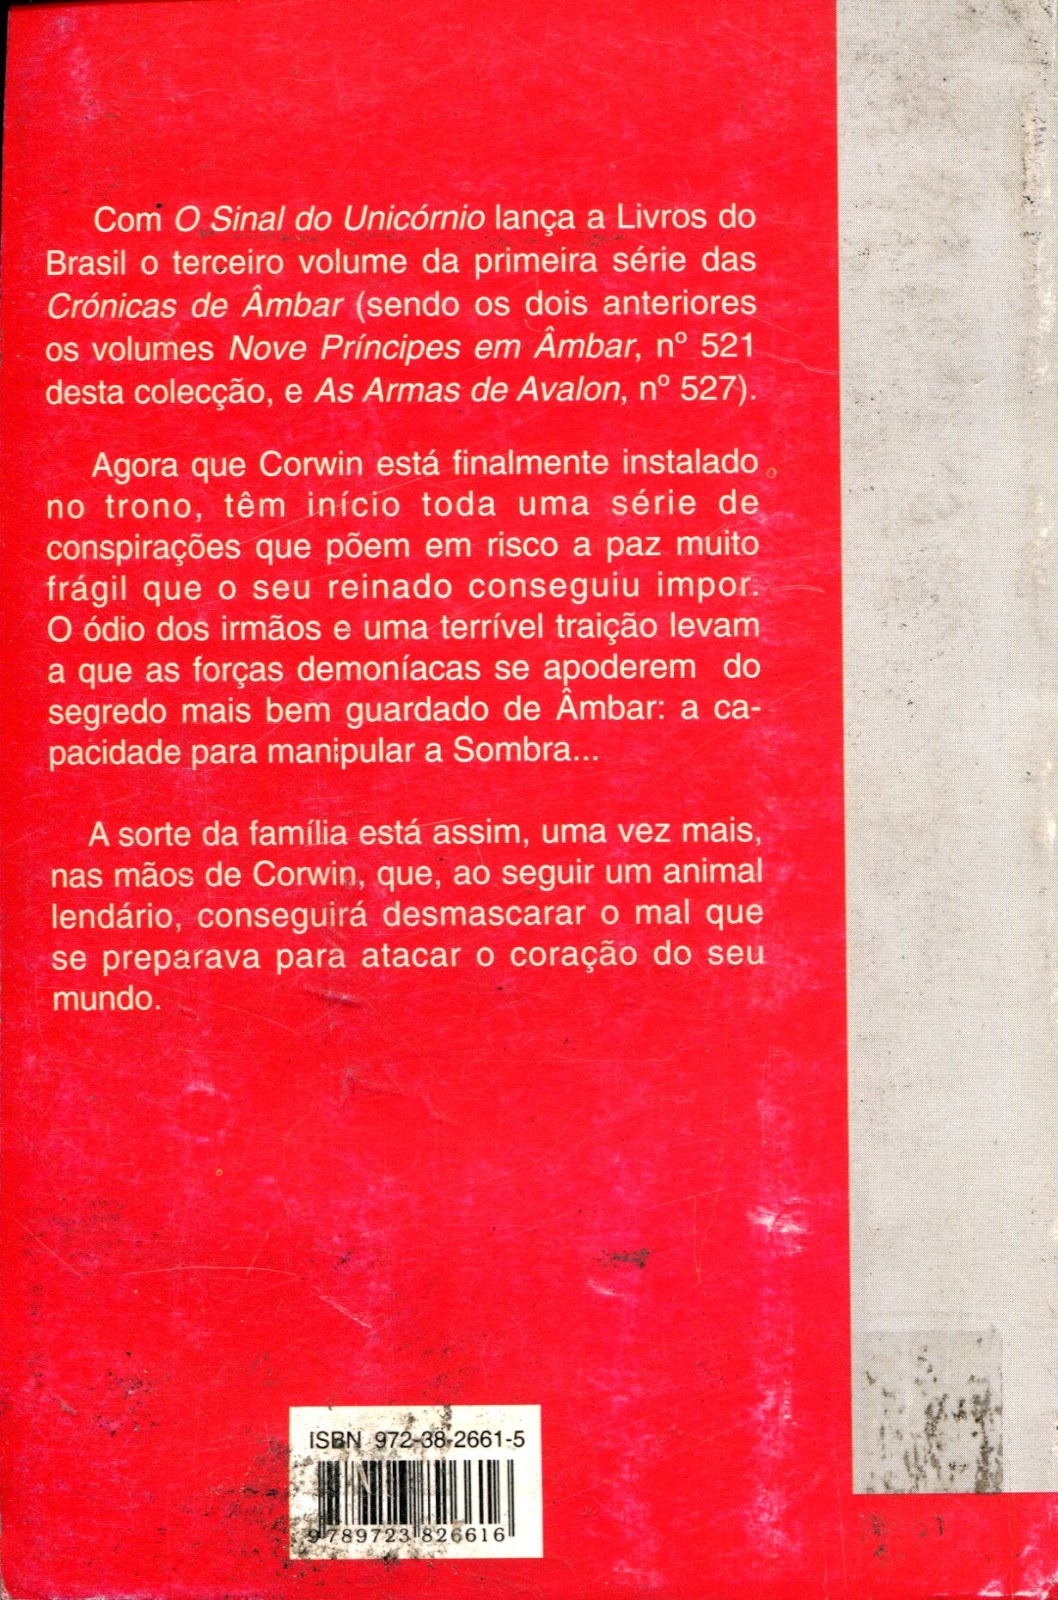 Com O Sinal do Unicórnio lança a Livros do
Brasil o terceiro volume da primeira série das
Crónicas de Âmbar (sendo os dois anteriores
os volumes Nove Príncipes em Âmbar, nº 521
desta colecção, e As Armas de Avalon, nº 527).
Agora que Corwin está finalmente instalado
no trono, têm início toda uma série de
conspirações que põem em risco a paz muito
frágil que o seu reinado conseguiu impor.
O ódio dos irmãos e uma terrível traição levam
a que as forças demoníacas se apoderem do
segredo mais bem guardado de Âmbar: a ca-
pacidade para manipular a Sombra...
A sorte da família está assim, uma vez mais,
nas mãos de Corwin, que, ao seguir um animal
lendário, conseguirá desmascarar o mal que
se preparava para atacar o coração do seu
mundo.
ISBN 972-38-2661-5
9 789723 826616